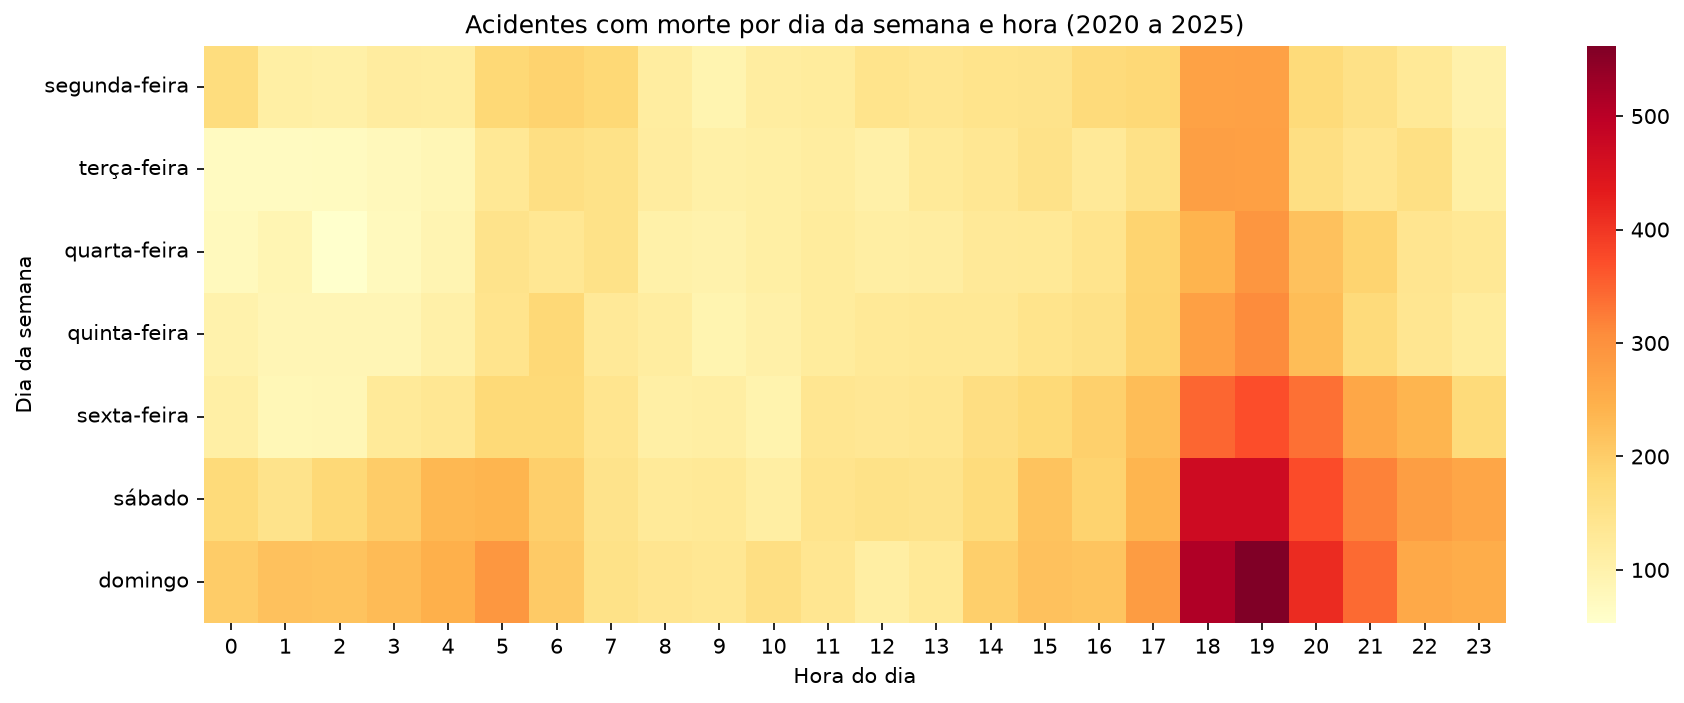 Acidentes com morte por dia da semana e hora (2020 a 2025)
Dia da semana
segunda-feira
terça-feira
quarta-feira
quinta-feira
sexta-feira
sábado
domingo
0 1 2 3 4 5 6 7 8 9 10 11 12 13 14 15 16 17 18 19 20 21 22 23
Hora do dia
500
400
300
200
100